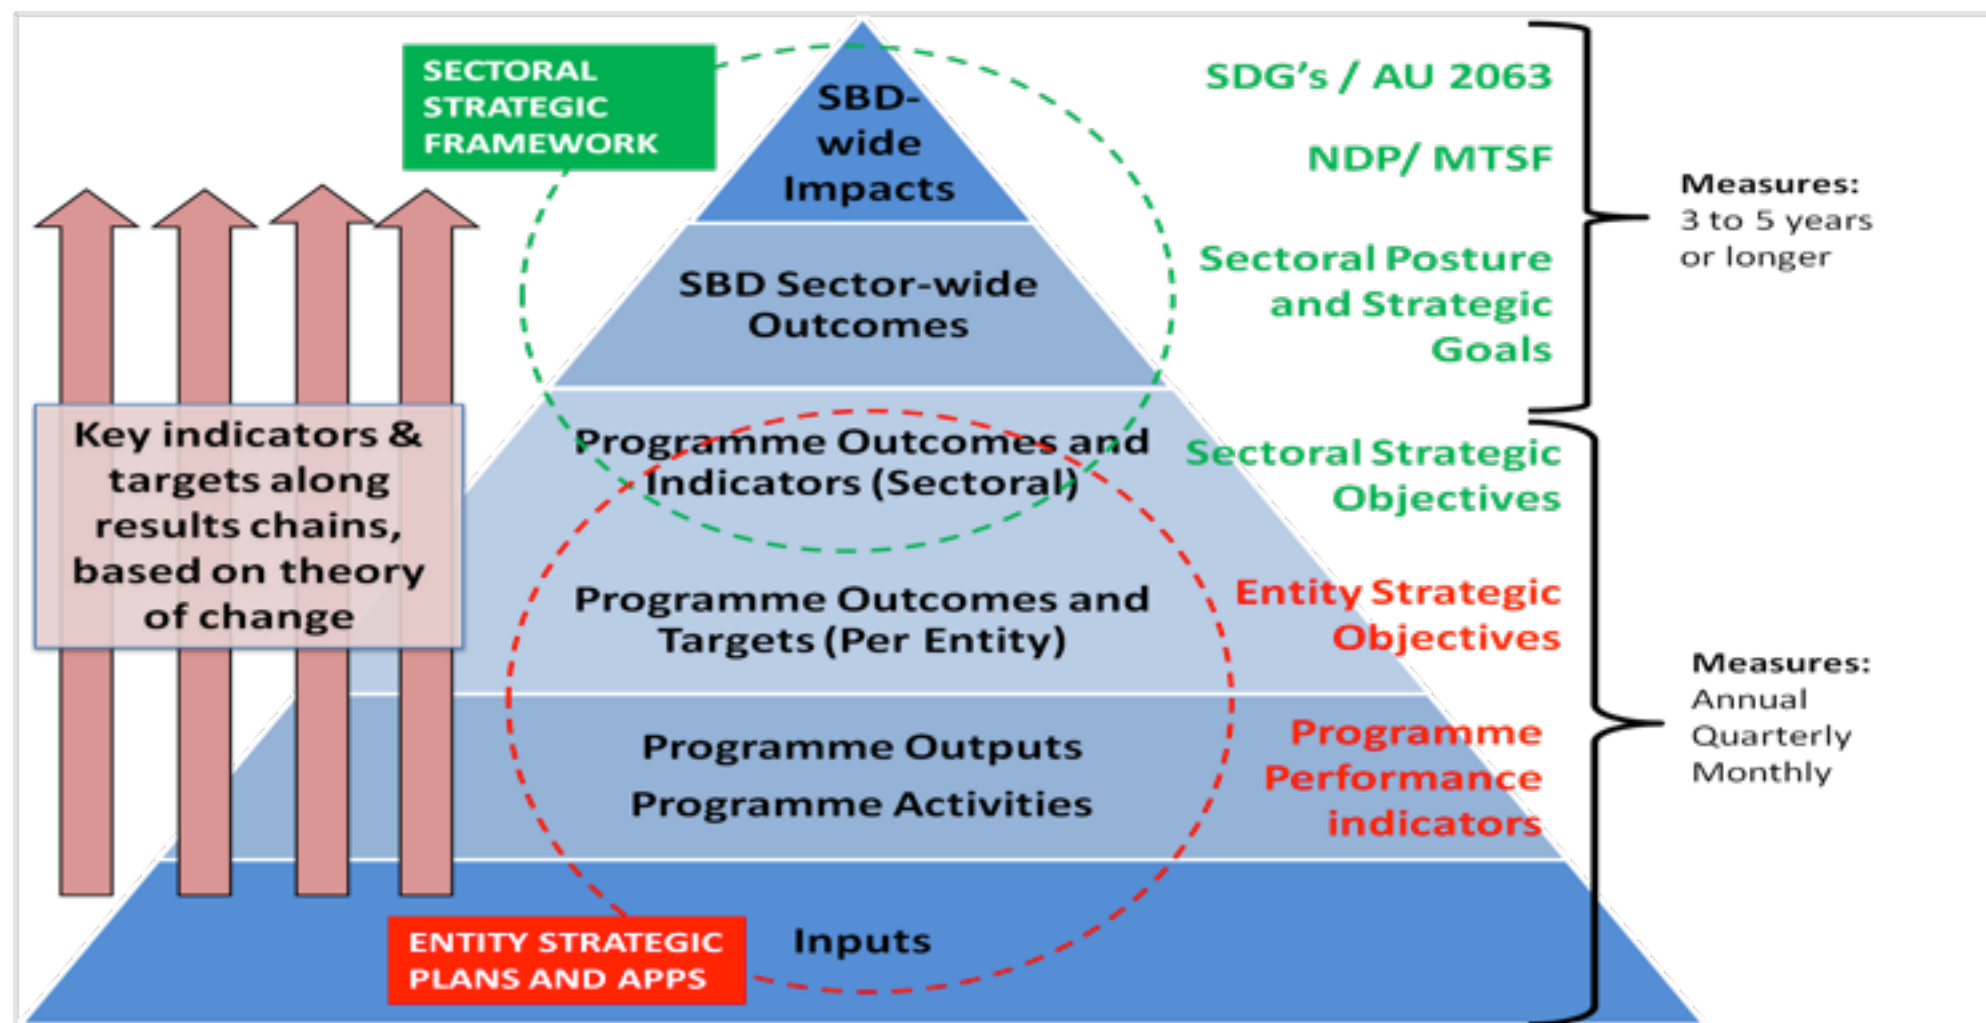 SECTORAL
STRATEGIC
FRAMEWORK
SBD-
wide
Impacts
SBD Sector-wide
Outcomes
Programme Outcomes and
Indicators (Sectoral)
Programme Outcomes and
Targets (Per Entity)
Programme Outputs
Programme Activities
Inputs
ENTITY STRATEGIC
PLANS AND APPS
Key indicators &
targets along
results chains,
based on theory
of change
SDG's / AU 2063
NDP/ MTSF
Sectoral Posture
and Strategic
Goals
Sectoral Strategic
Objectives
Entity Strategic
Objectives
Programme
Performance
indicators
Measures:
3 to 5 years
or longer
Measures:
Annual
Quarterly
Monthly